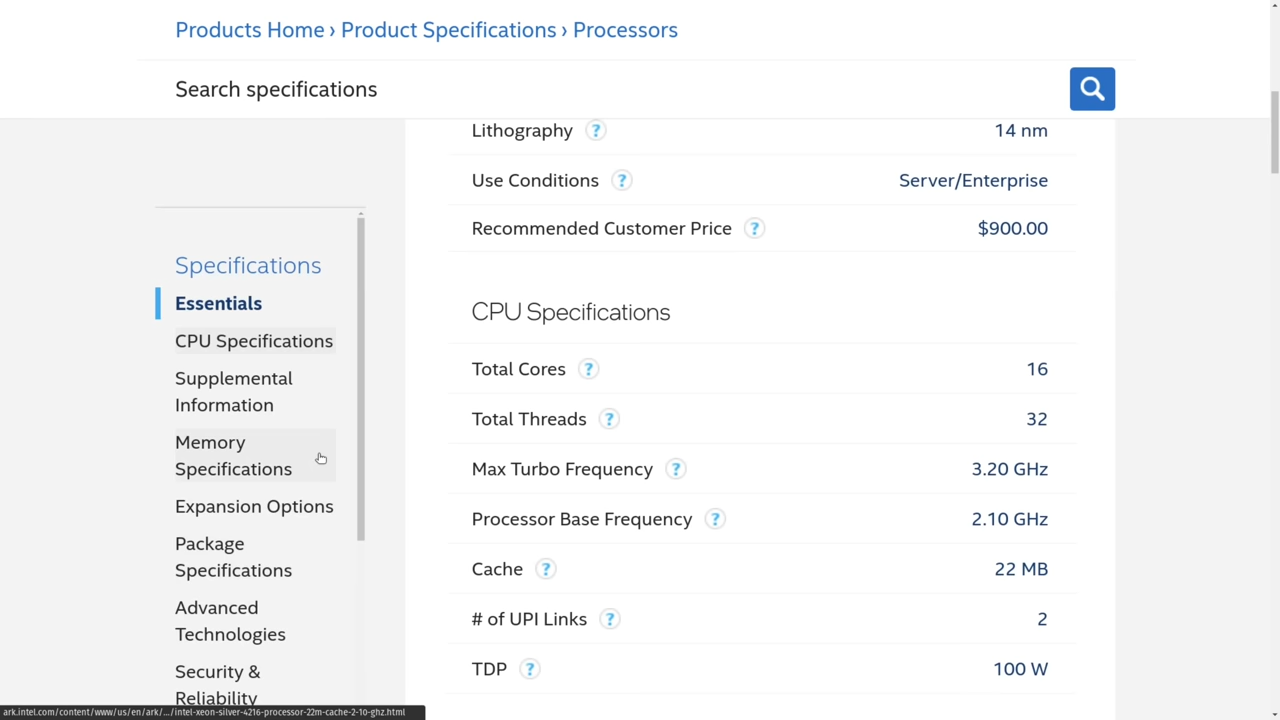 Products Home › Product Specifications › Processors
Search specifications
Lithography ? 14 nm
Use Conditions ? Server/Enterprise
Recommended Customer Price ? $900.00
Specifications
Essentials
CPU Specifications
Supplemental
Information
Memory
Specifications
Expansion Options
Package
Specifications
Advanced
Technologies
Security &
Reliability
CPU Specifications
Total Cores ? 16
Total Threads ? 32
Max Turbo Frequency ? 3.20 GHz
Processor Base Frequency ? 2.10 GHz
Cache ? 22 MB
# of UPI Links ? 2
TDP ? 100 W
ark.intel.com/content/www/us/en/ark/.../intel-xeon-silver-4216-processor-22m-cache-2-10-ghz.html